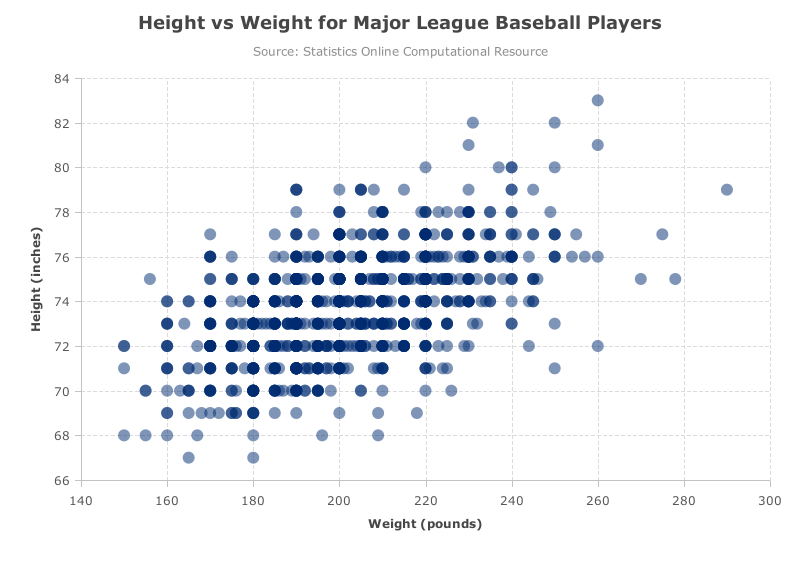 Height vs Weight for Major League Baseball Players
Source: Statistics Online Computational Resource
84
82
80
78
76
74
72
70
68
66
Height (inches)
140 160 180 200 220 240 260 280 300
Weight (pounds)